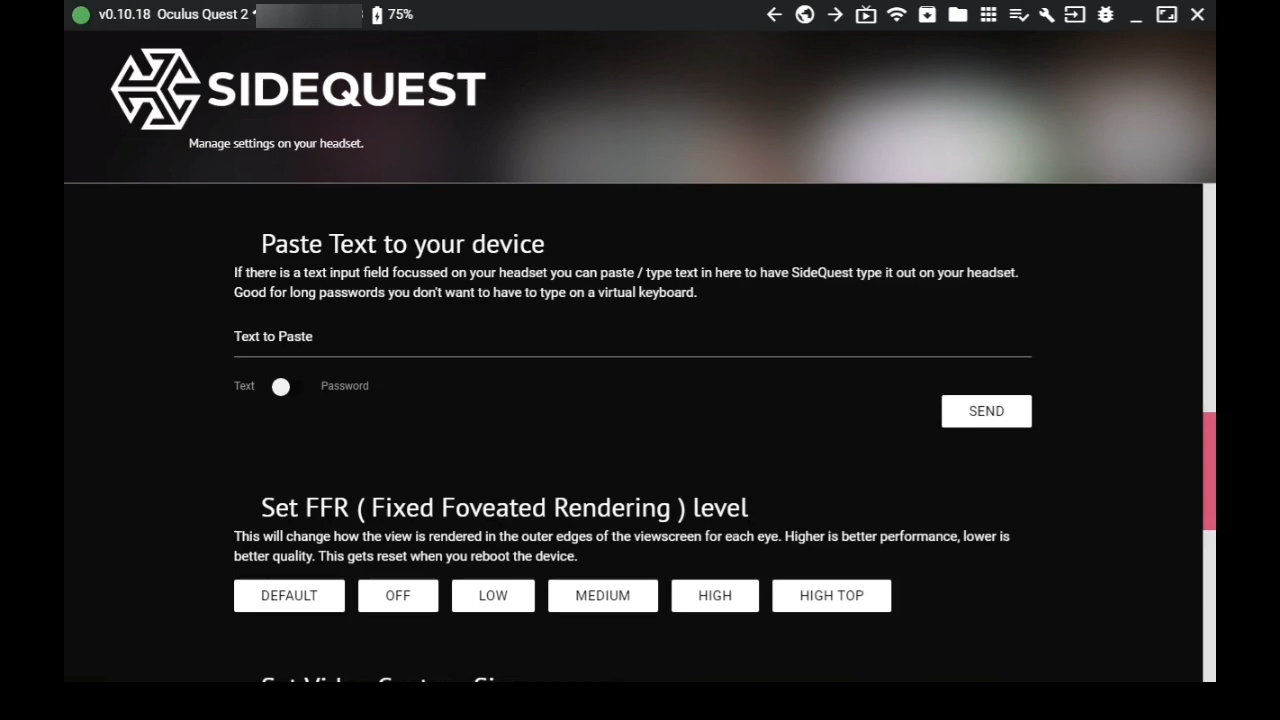 v0.10.18 Oculus Quest 2 75%
SIDEQUEST
Manage settings on your headset.
Paste Text to your device
If there is a text input field focussed on your headset you can paste / type text in here to have SideQuest type it out on your headset.
Good for long passwords you don't want to have to type on a virtual keyboard.
Text to Paste
Text Password
SEND
Set FFR ( Fixed Foveated Rendering ) level
This will change how the view is rendered in the outer edges of the viewscreen for each eye. Higher is better performance, lower is
better quality. This gets reset when you reboot the device.
DEFAULT OFF LOW MEDIUM HIGH HIGH TOP